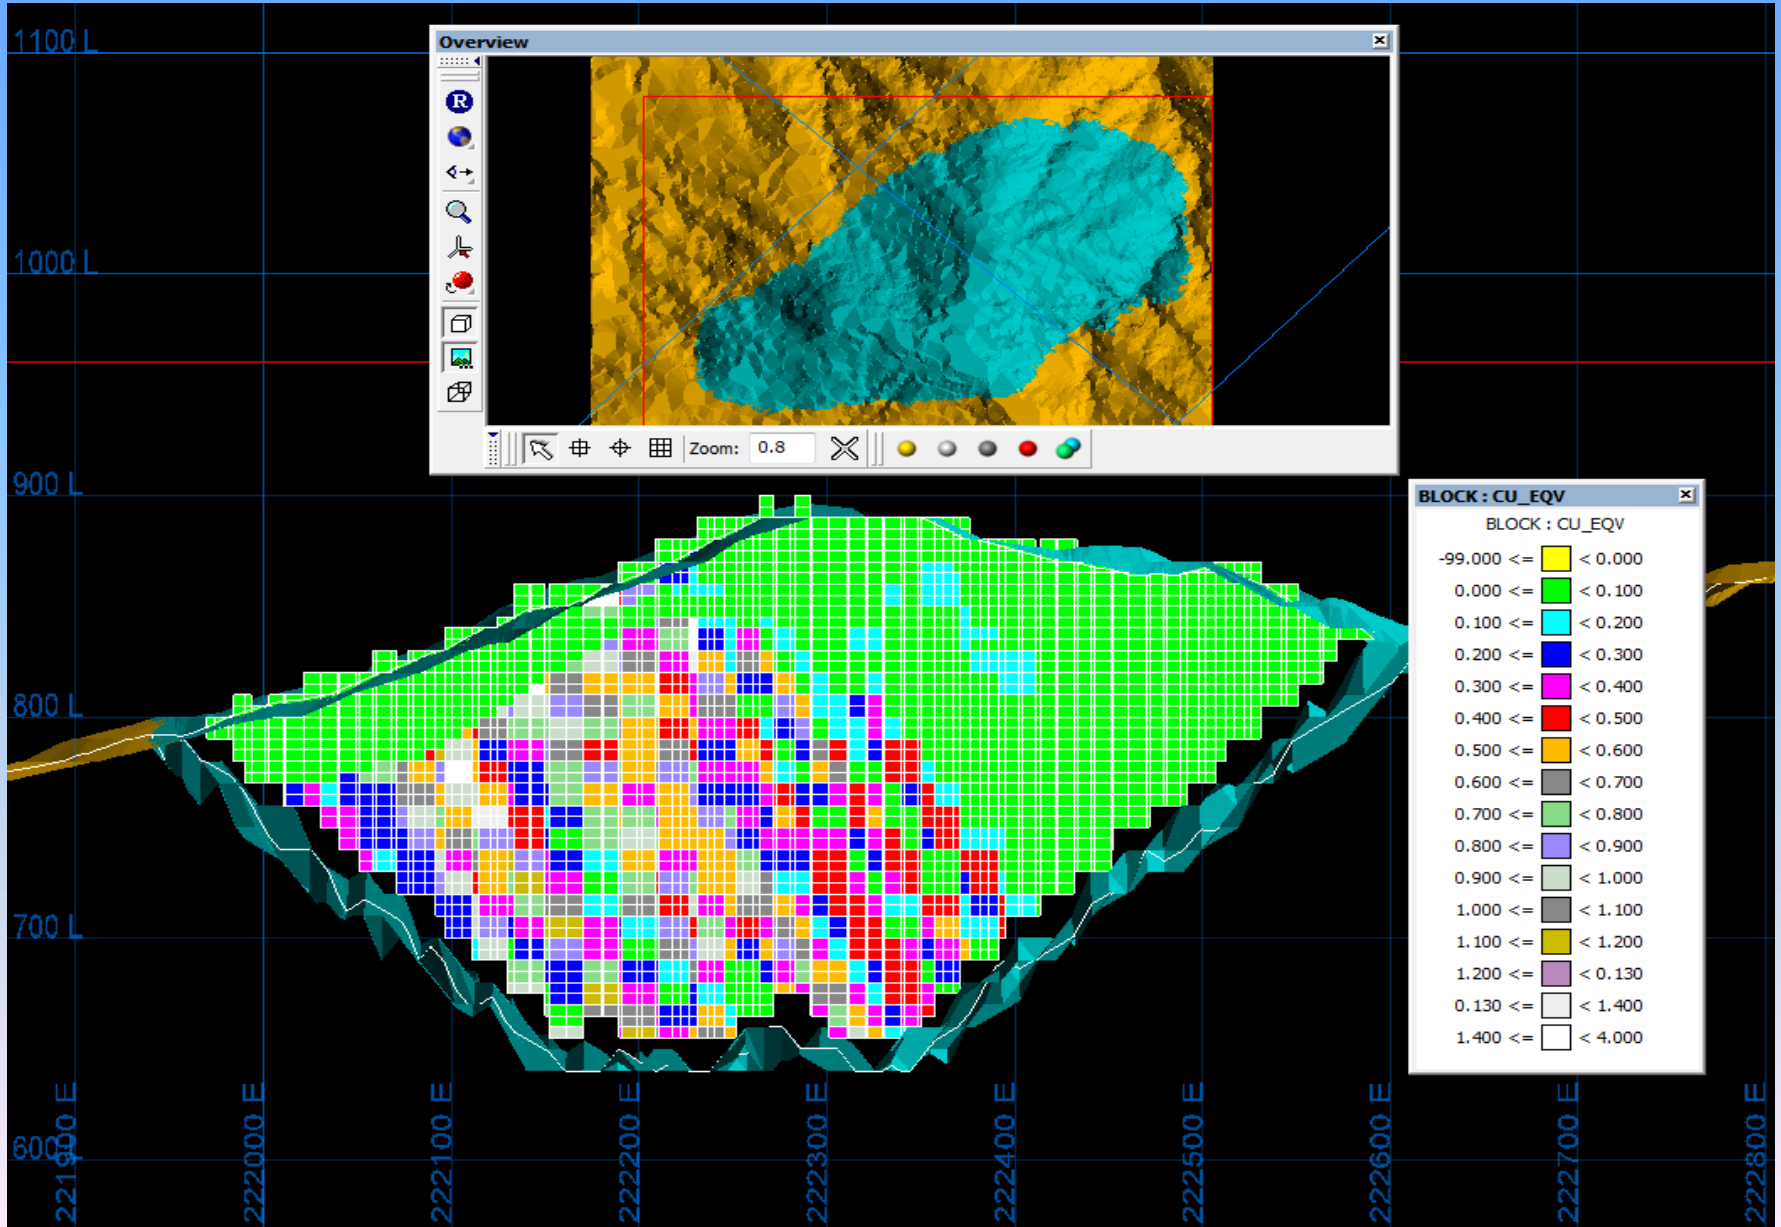 1100 L
Overview
R
1000 L
Zoom: 0.8
900 L
BLOCK : CU_EQV
BLOCK : CU_EQV
-99.000 <= < 0.000
0.000 <= < 0.100
0.100 <= < 0.200
0.200 <= < 0.300
0.300 <= < 0.400
0.400 <= < 0.500
0.500 <= < 0.600
0.600 <= < 0.700
0.700 <= < 0.800
0.800 <= < 0.900
0.900 <= < 1.000
1.000 <= < 1.100
1.100 <= < 1.200
1.200 <= < 0.130
0.130 <= < 1.400
1.400 <= < 4.000
800 L
700 L
600 L
221900 E
222000 E
222100 E
222200 E
222300 E
222400 E
222500 E
222600 E
222700 E
222800 E